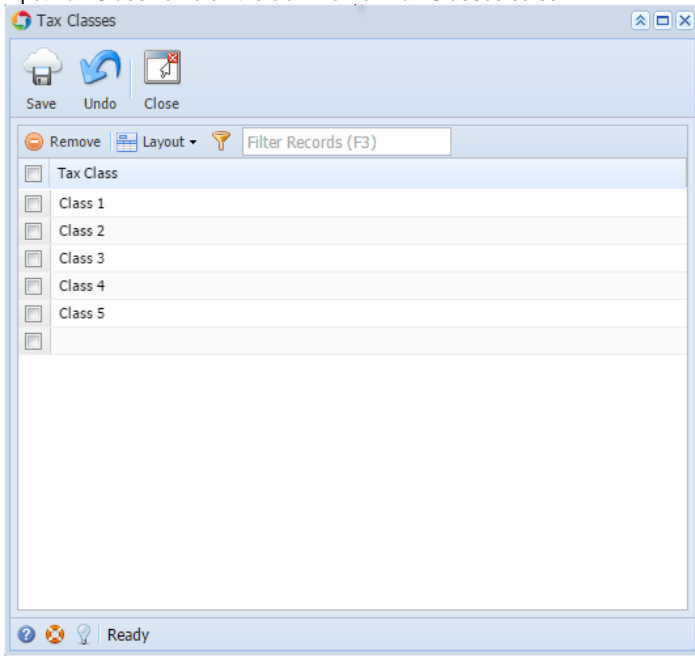 Tax Classes
Save Undo Close
Remove Layout Filter Records (F3)
Tax Class
Class 1
Class 2
Class 3
Class 4
Class 5
Ready